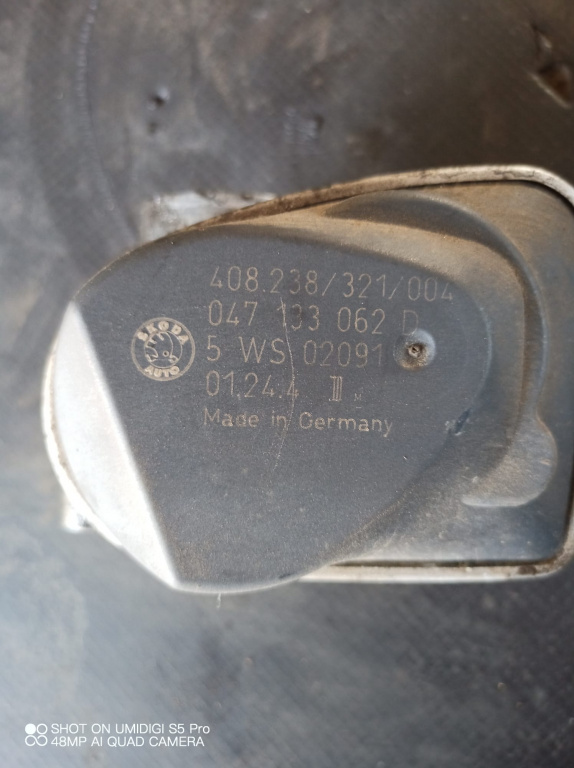 408.238/321/004
047 133 062 D
5 WS 02091
01.24.4 III M
Made in Germany
SKODA
AUTO
SHOT ON UMIDIGI S5 Pro
48MP AI QUAD CAMERA